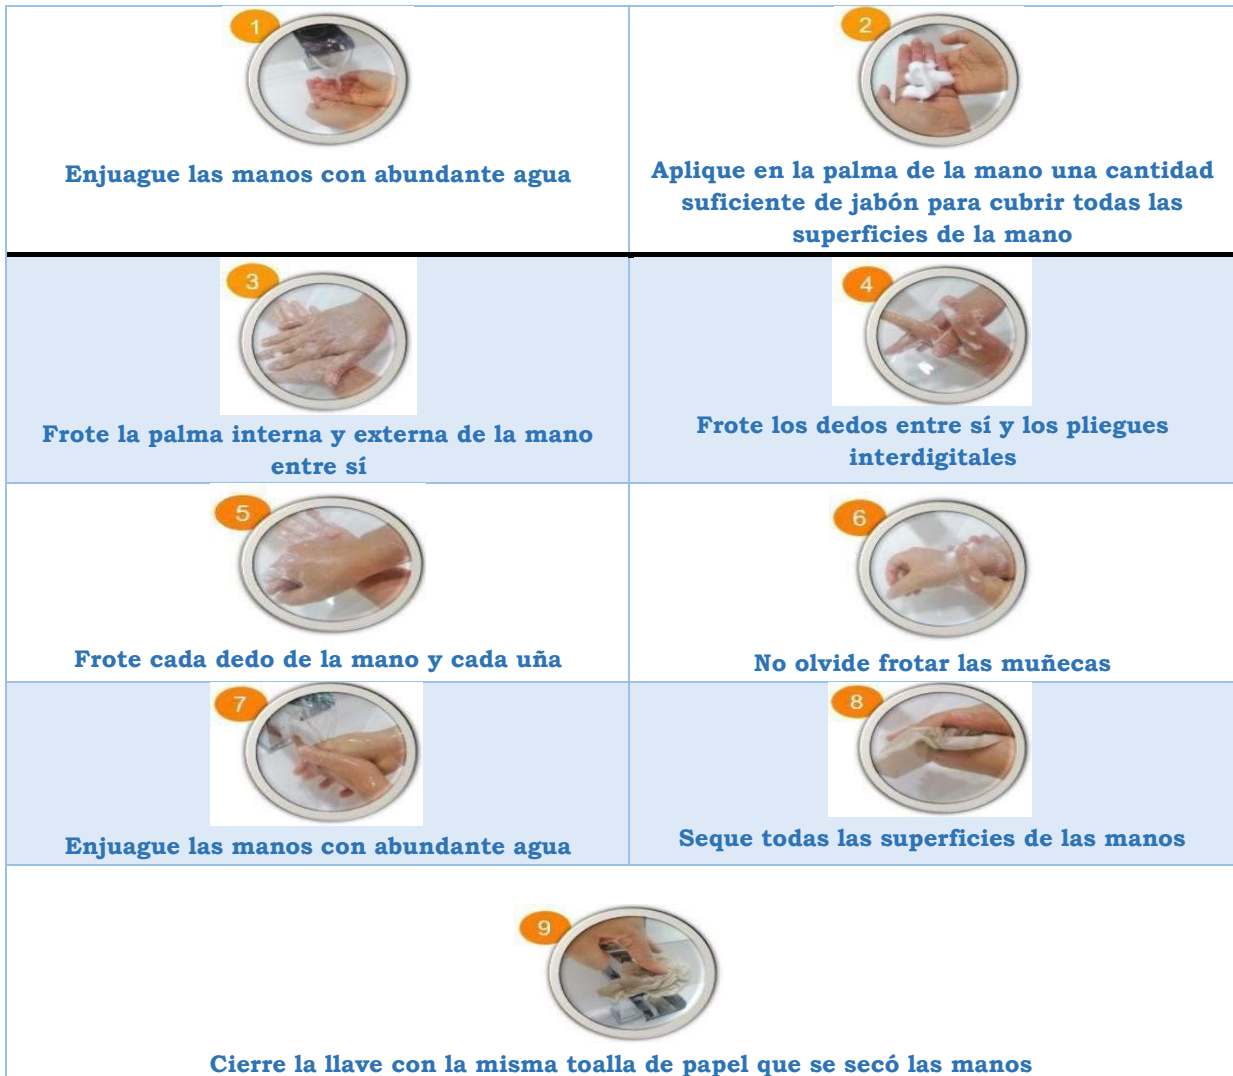 1
Enjuague las manos con abundante agua
2
Aplique en la palma de la mano una cantidad
suficiente de jabón para cubrir todas las
superficies de la mano
3
Frote la palma interna y externa de la mano
entre sí
4
Frote los dedos entre sí y los pliegues
interdigitales
5
Frote cada dedo de la mano y cada uña
6
No olvide frotar las muñecas
7
Enjuague las manos con abundante agua
8
Seque todas las superficies de las manos
9
Cierre la llave con la misma toalla de papel que se secó las manos